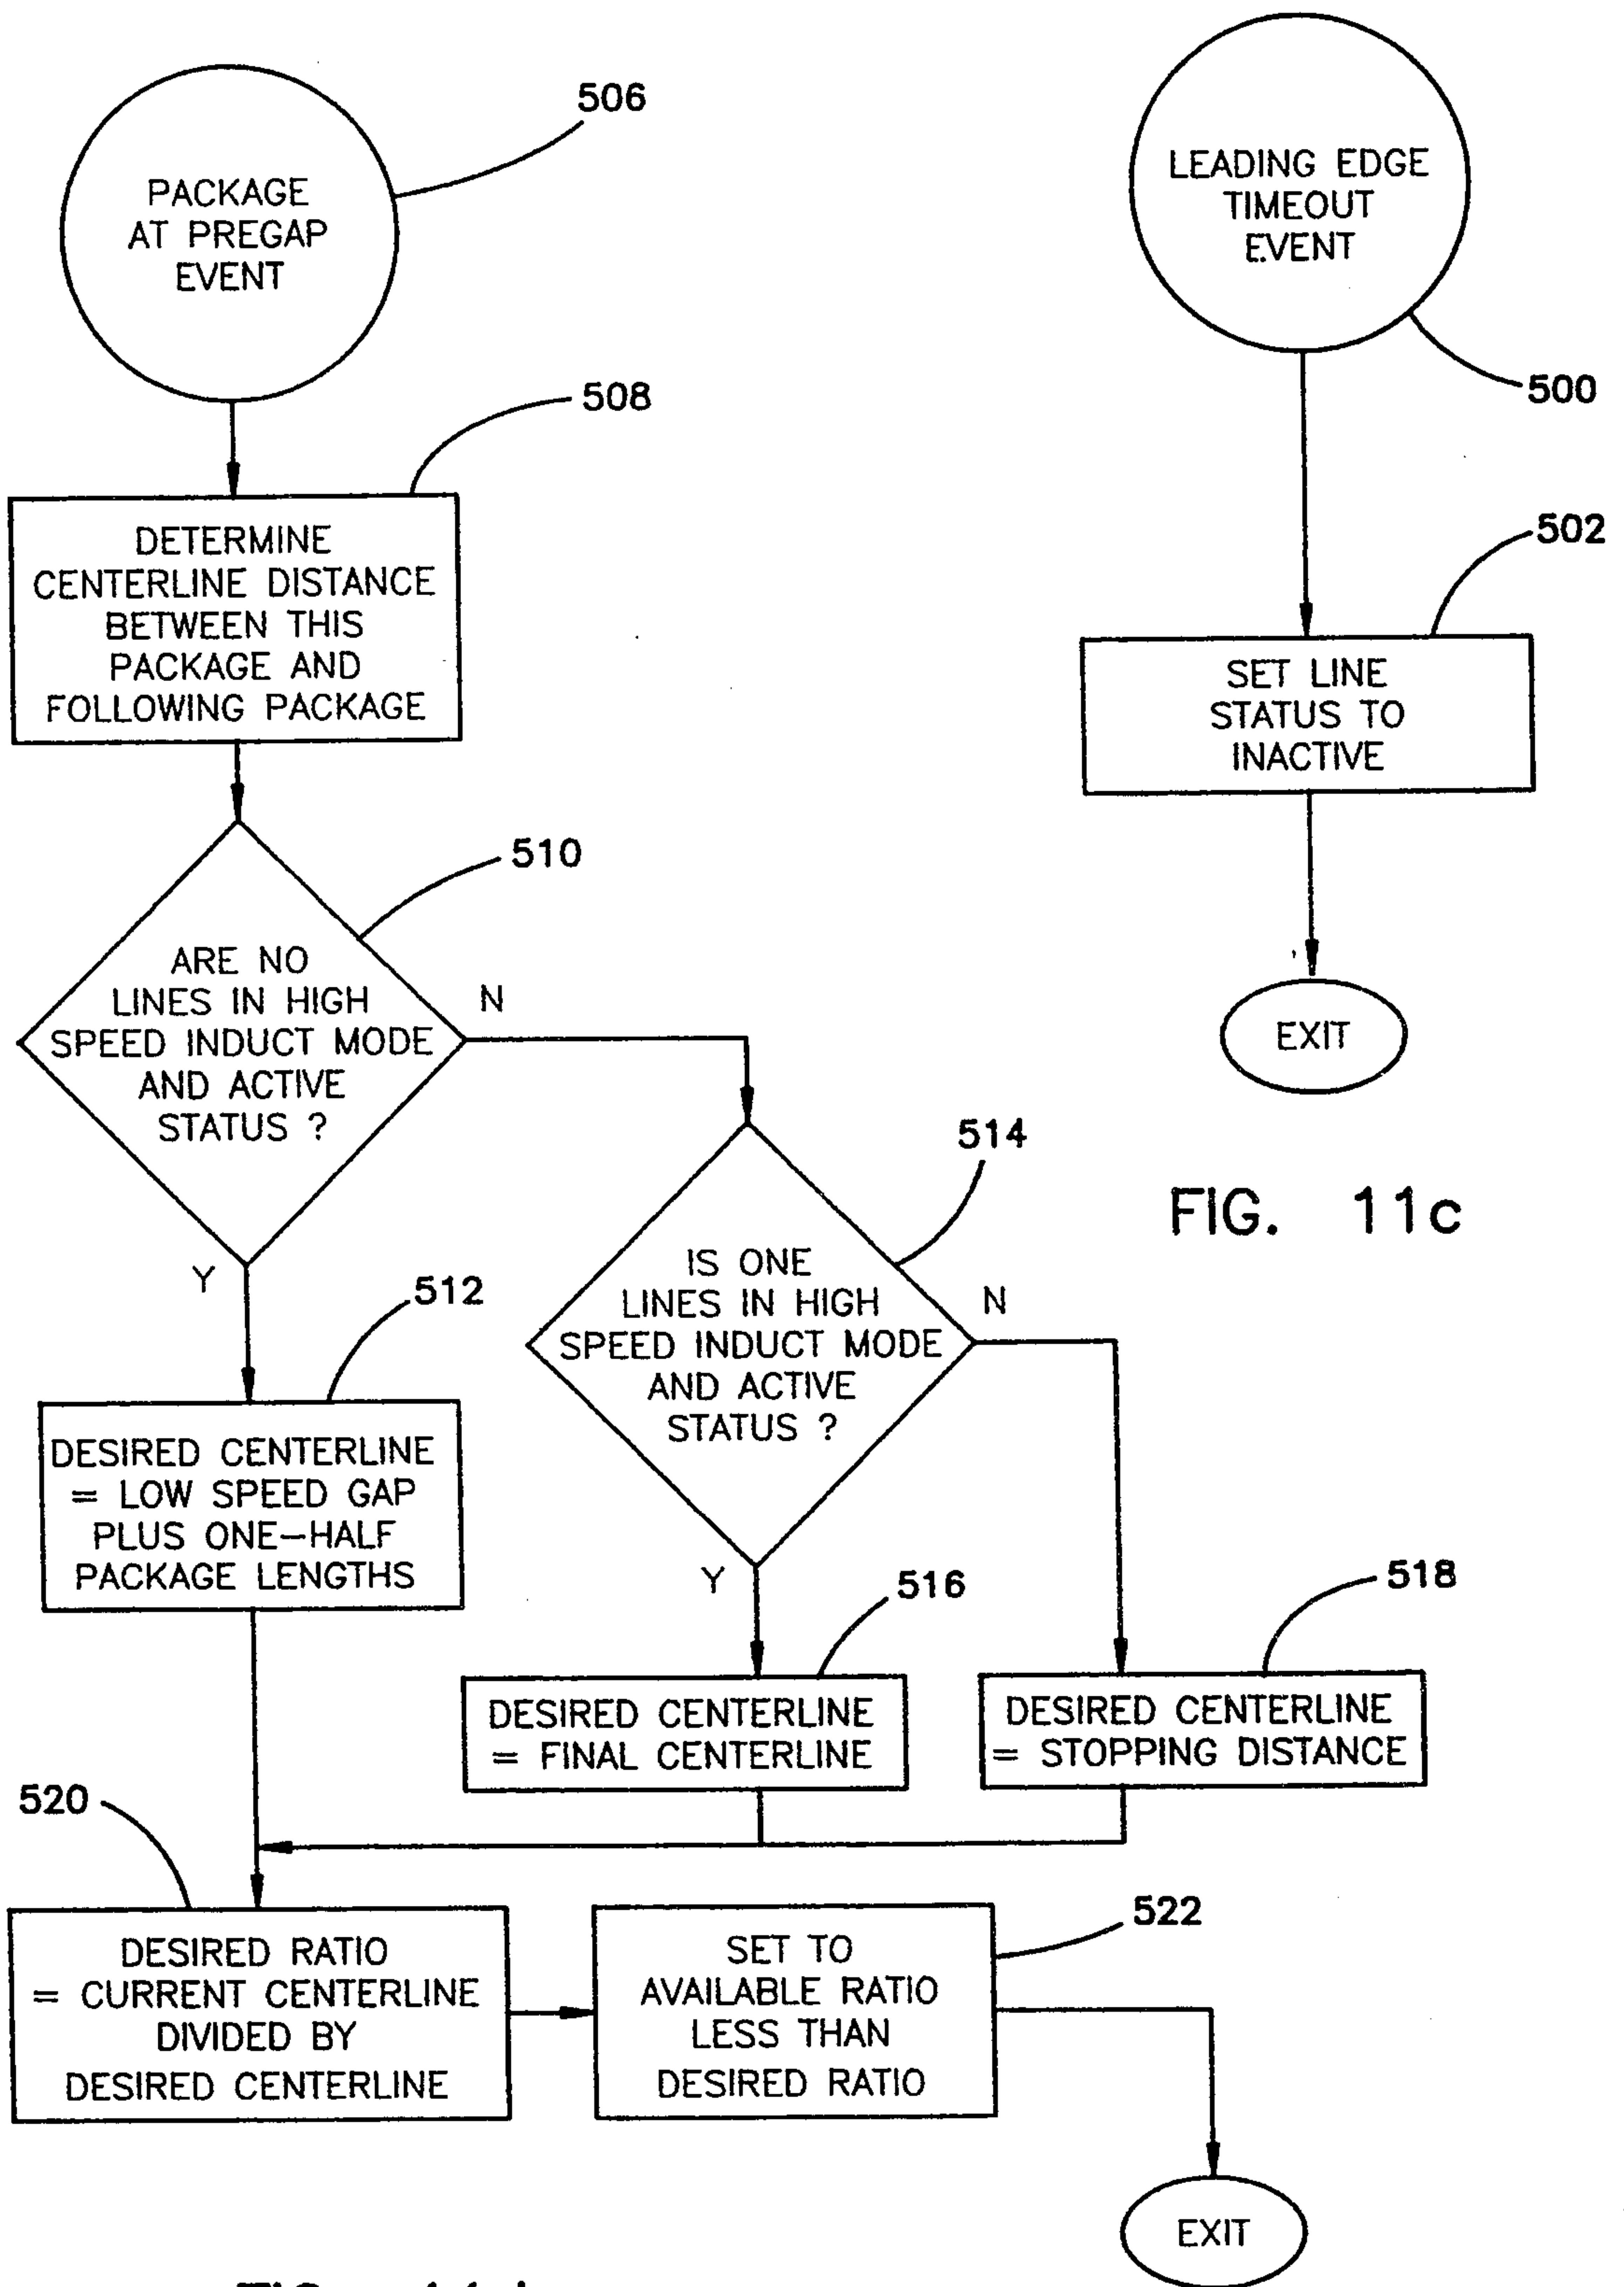 506
PACKAGE
AT PREGAP
EVENT
508
DETERMINE
CENTERLINE DISTANCE
BETWEEN THIS
PACKAGE AND
FOLLOWING PACKAGE
510
ARE NO
LINES IN HIGH
SPEED INDUCT MODE
AND ACTIVE
STATUS ?
N
Y
512
DESIRED CENTERLINE
= LOW SPEED GAP
PLUS ONE-HALF
PACKAGE LENGTHS
514
IS ONE
LINES IN HIGH
SPEED INDUCT MODE
AND ACTIVE
STATUS ?
N
Y
516
DESIRED CENTERLINE
= FINAL CENTERLINE
518
DESIRED CENTERLINE
= STOPPING DISTANCE
520
DESIRED RATIO
= CURRENT CENTERLINE
DIVIDED BY
DESIRED CENTERLINE
522
SET TO
AVAILABLE RATIO
LESS THAN
DESIRED RATIO
EXIT
LEADING EDGE
TIMEOUT
EVENT
500
502
SET LINE
STATUS TO
INACTIVE
EXIT
FIG. 11c